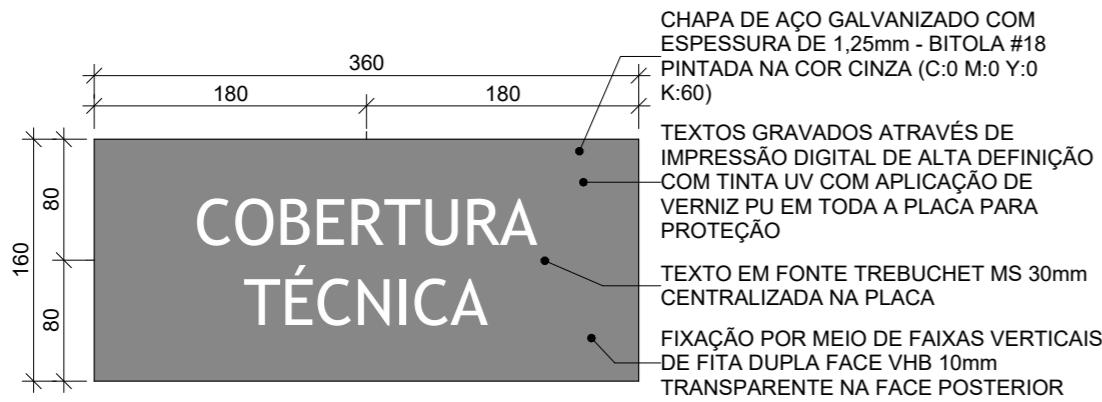 360
180
180
160
80
80
COBERTURA
TÉCNICA
CHAPA DE AÇO GALVANIZADO COM
ESPESSURA DE 1,25mm - BITOLA #18
PINTADA NA COR CINZA (C:0 M:0 Y:0
K:60)
TEXTOS GRAVADOS ATRAVÉS DE
IMPRESSÃO DIGITAL DE ALTA DEFINIÇÃO
COM TINTA UV COM APLICAÇÃO DE
VERNIZ PU EM TODA A PLACA PARA
PROTEÇÃO
TEXTO EM FONTE TREBUCHET MS 30mm
CENTRALIZADA NA PLACA
FIXAÇÃO POR MEIO DE FAIXAS VERTICAIS
DE FITA DUPLA FACE VHB 10mm
TRANSPARENTE NA FACE POSTERIOR